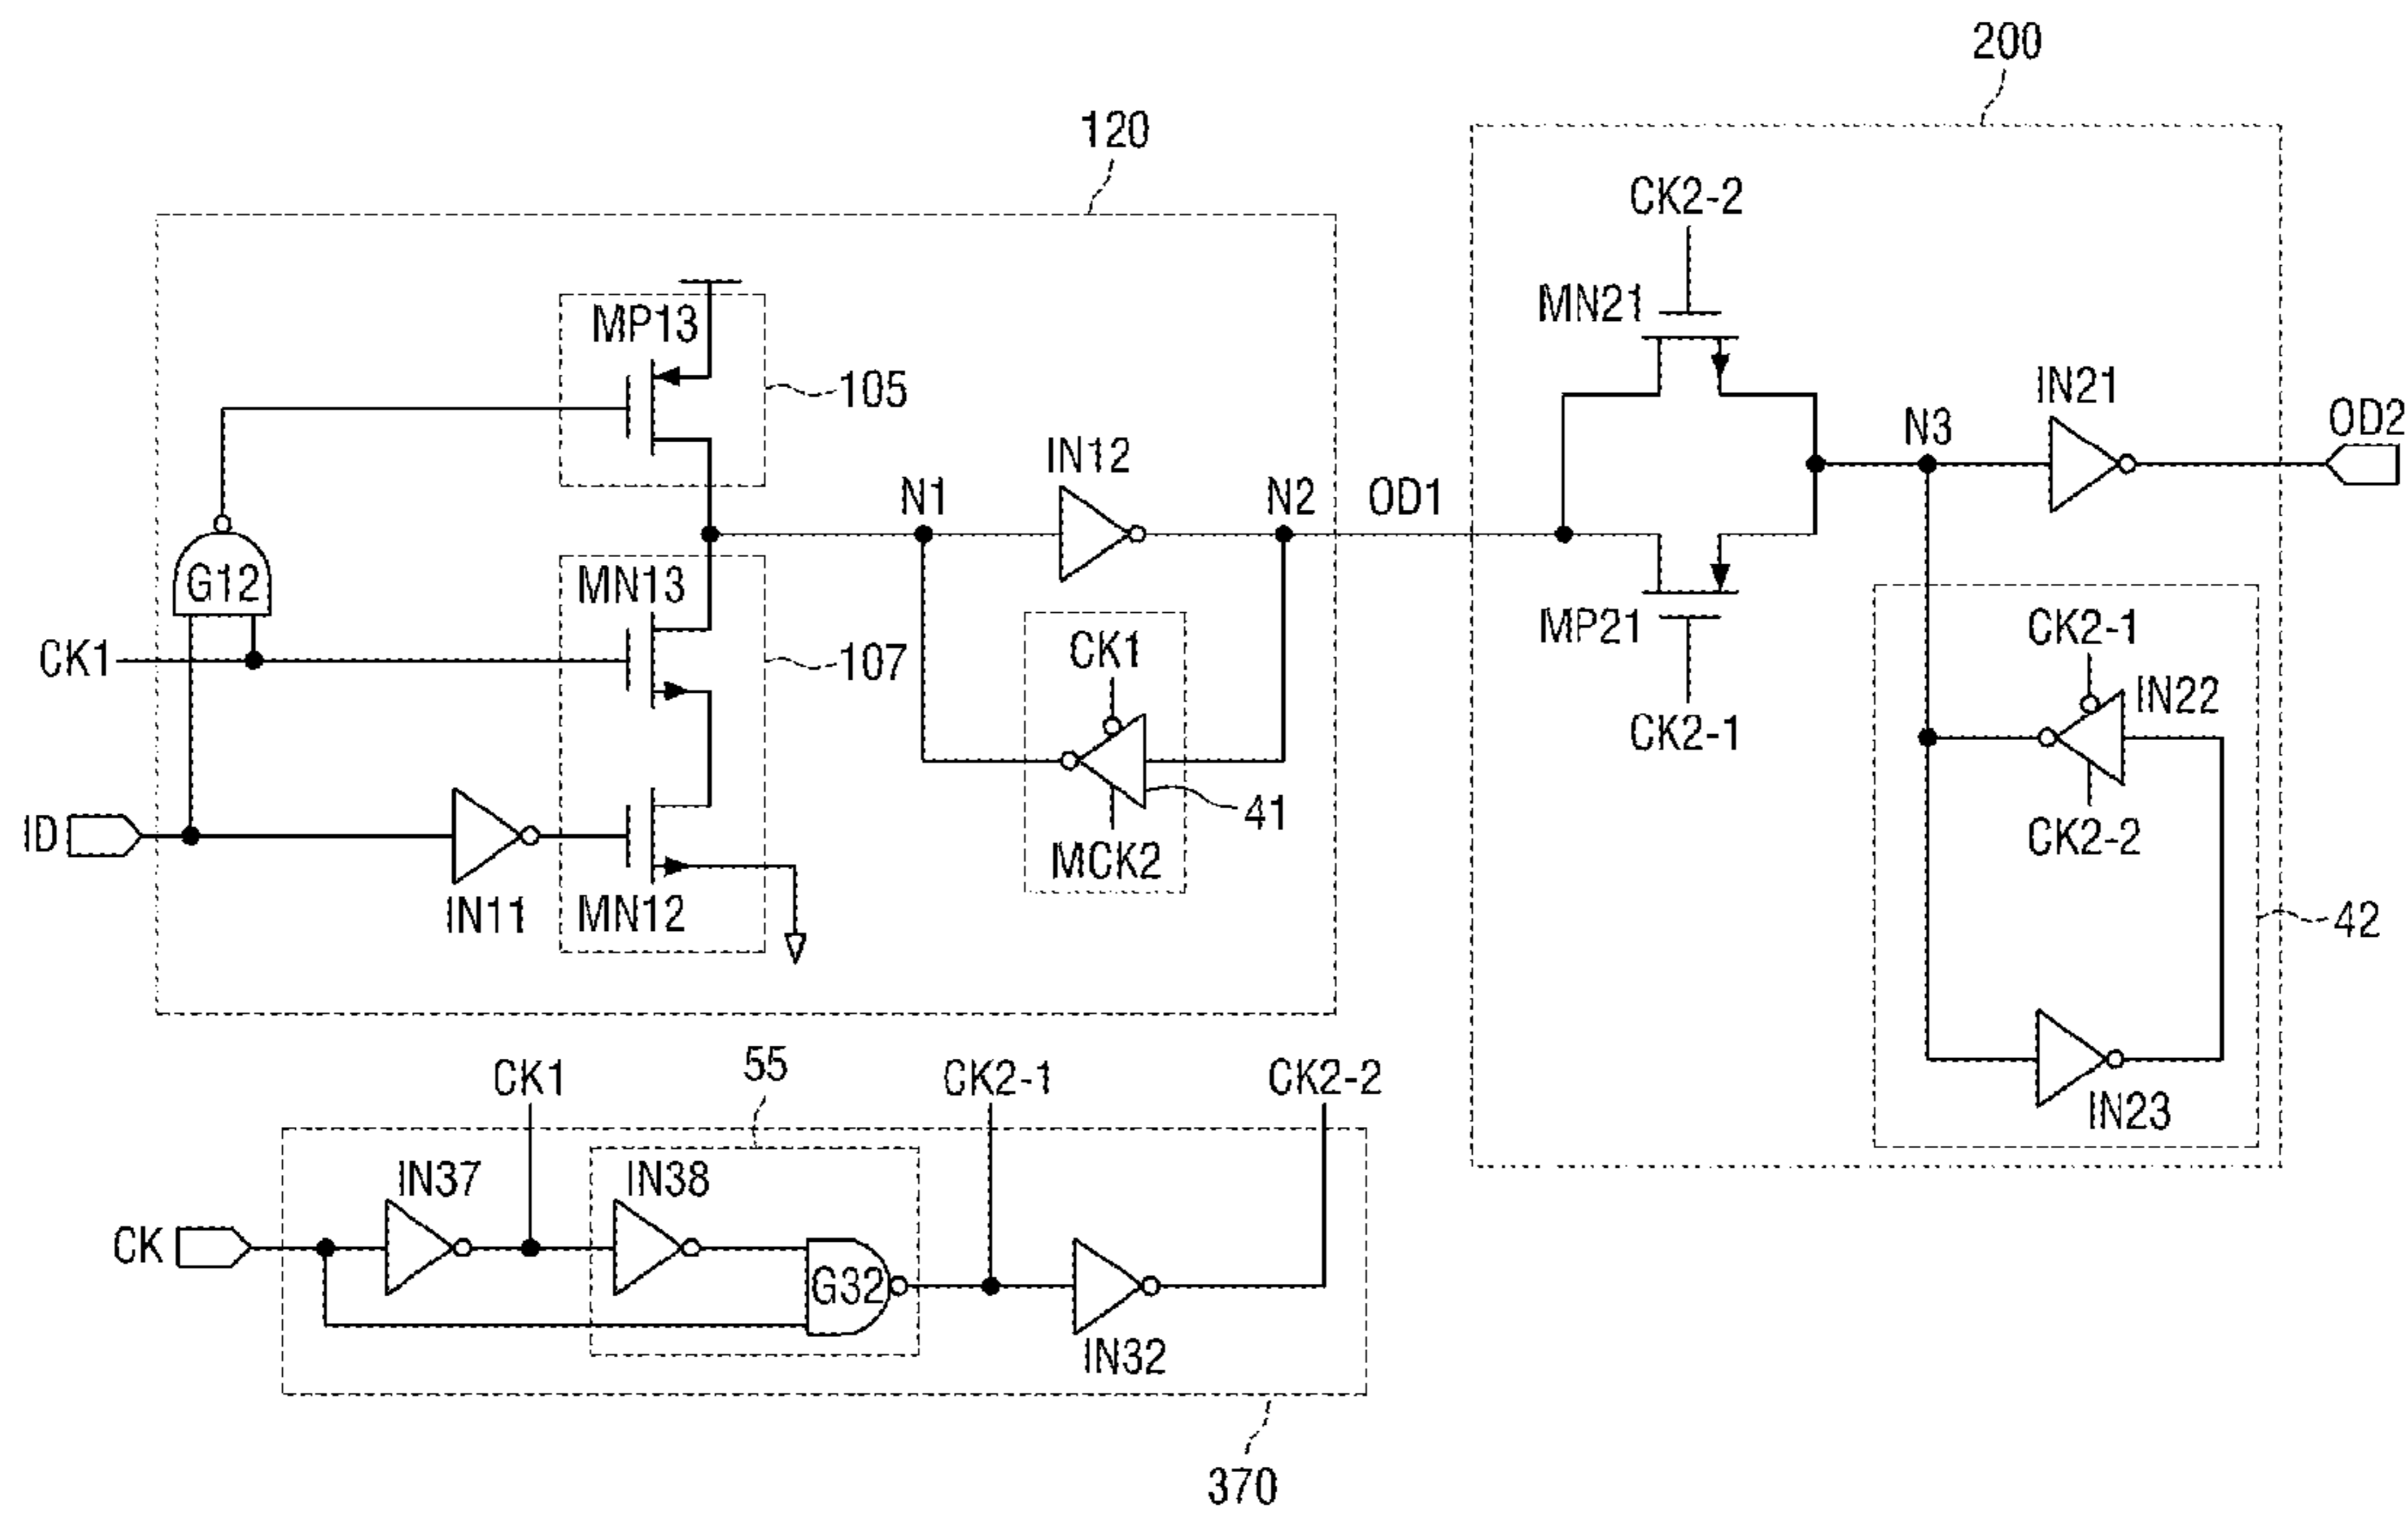 200
120
CK2-2
MN21
MP13
105
IN21
OD2
N3
IN12
N1
N2
OD1
G12
MN13
MP21
CK1
107
CK1
CK2-1
IN22
CK2-1
ID
41
MCK2
CK2-2
IN11
MN12
42
55
CK1
CK2-1
CK2-2
IN23
IN37
IN38
CK
G32
IN32
370